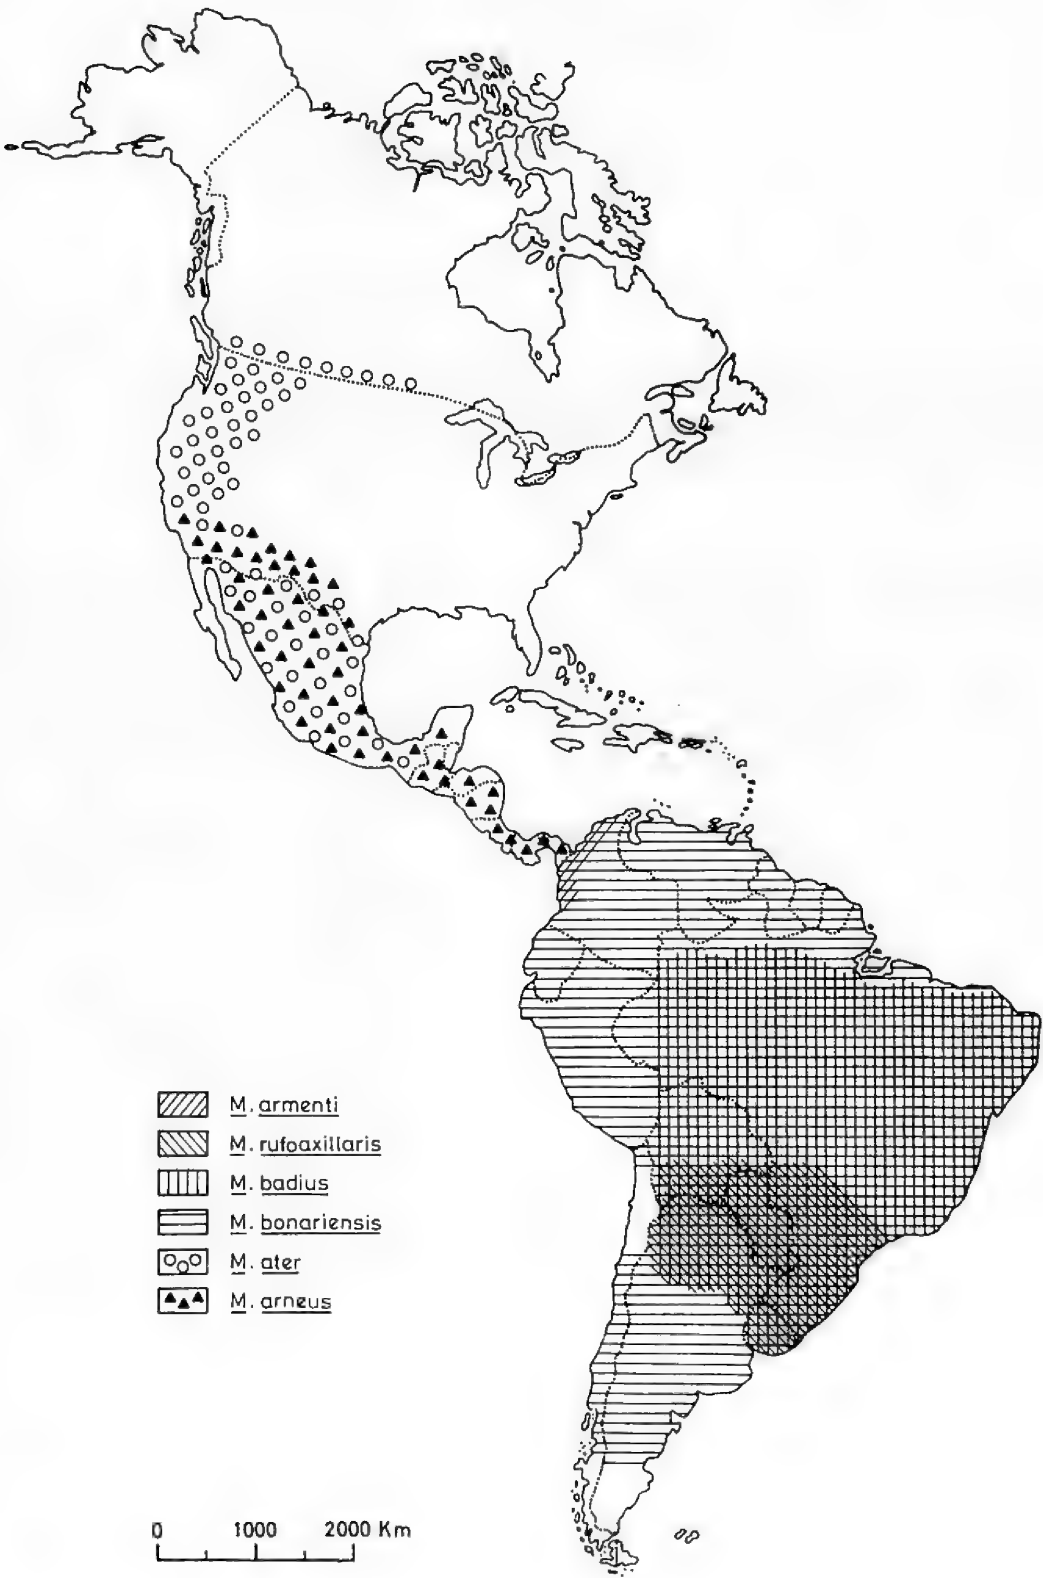 M. armenti
M. rufoaxillaris
M. badius
M. bonariensis
M. ater
M. arneus
0 1000 2000 Km